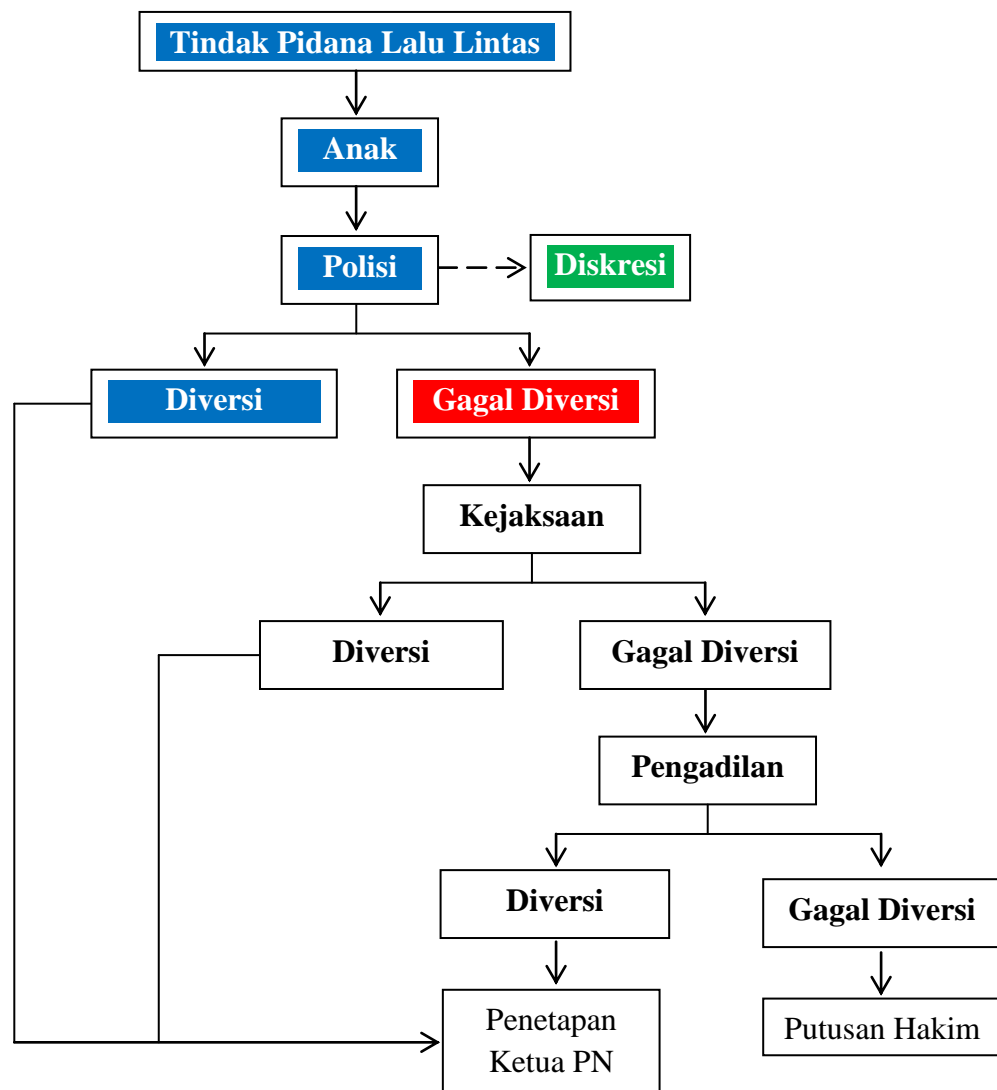 Tindak Pidana Lalu Lintas
Anak
Polisi
Diskresi
Diversi
Gagal Diversi
Kejaksaan
Diversi
Gagal Diversi
Pengadilan
Diversi
Gagal Diversi
Penetapan
Ketua PN
Putusan Hakim